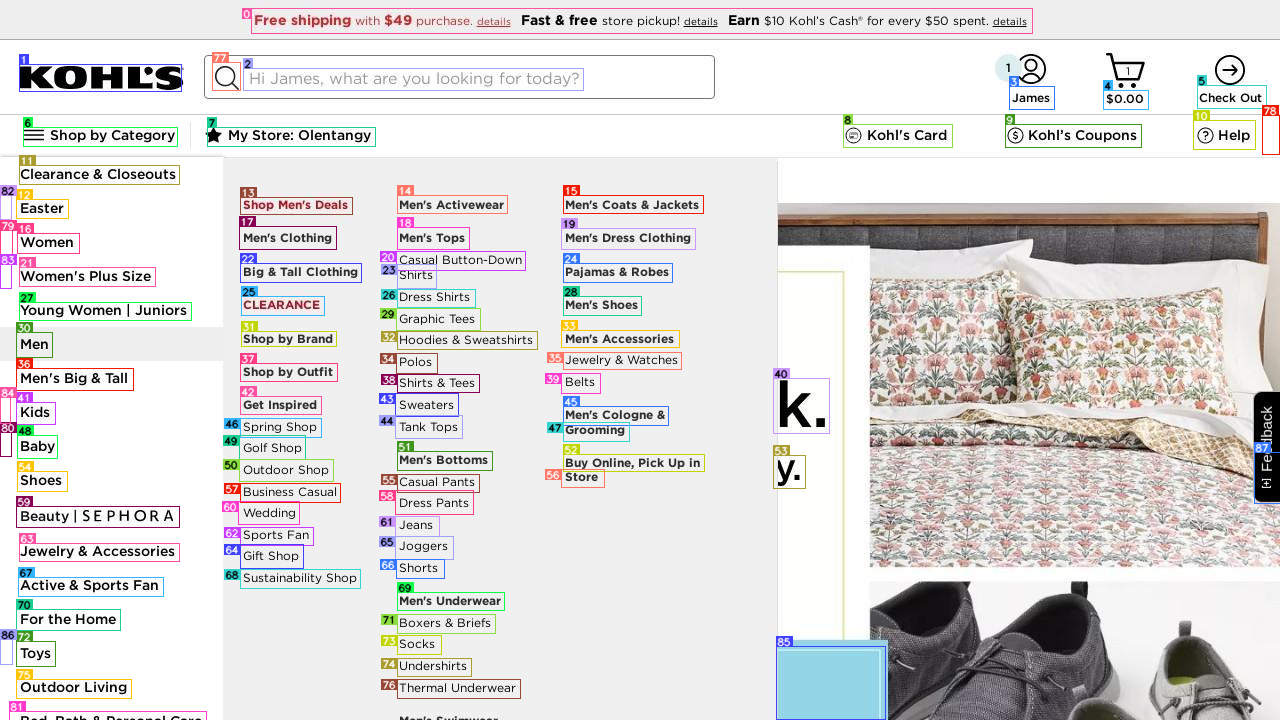 Free shipping with $49 purchase. details Fast & free store pickup! details Earn $10 Kohl's Cash® for every $50 spent. details
KOHL'S
Hi James, what are you looking for today?
1
James
1
$0.00
Check Out
Shop by Category
My Store: Olentangy
Kohl's Card
Kohl's Coupons
Help
Clearance & Closeouts
Easter
Women
Women's Plus Size
Young Women | Juniors
Men
Men's Big & Tall
Kids
Baby
Shoes
Beauty | SEPHORA
Jewelry & Accessories
Active & Sports Fan
For the Home
Toys
Outdoor Living
Bed, Bath & Personal Care
Shop Men's Deals
Men's Clothing
Big & Tall Clothing
CLEARANCE
Shop by Brand
Shop by Outfit
Get Inspired
Spring Shop
Golf Shop
Outdoor Shop
Business Casual
Wedding
Sports Fan
Gift Shop
Sustainability Shop
Men's Activewear
Men's Tops
Casual Button-Down
Shirts
Dress Shirts
Graphic Tees
Hoodies & Sweatshirts
Polos
Shirts & Tees
Sweaters
Tank Tops
Men's Bottoms
Casual Pants
Dress Pants
Jeans
Joggers
Shorts
Men's Underwear
Boxers & Briefs
Socks
Undershirts
Thermal Underwear
Men's Swimwear
Men's Coats & Jackets
Men's Dress Clothing
Pajamas & Robes
Men's Shoes
Men's Accessories
Jewelry & Watches
Belts
Men's Cologne &
Grooming
Buy Online, Pick Up in
Store
k.
y.
[+] Feedback
0
1
2
3
4
5
6
7
8
9
10
11
12
13
14
15
16
17
18
19
20
21
22
23
24
25
26
27
28
29
30
31
32
33
34
35
36
37
38
39
40
41
42
43
44
45
46
47
48
49
50
51
52
53
54
55
56
57
58
59
60
61
62
63
64
65
66
67
68
69
70
71
72
73
74
75
76
77
78
79
80
81
82
83
84
85
86
87